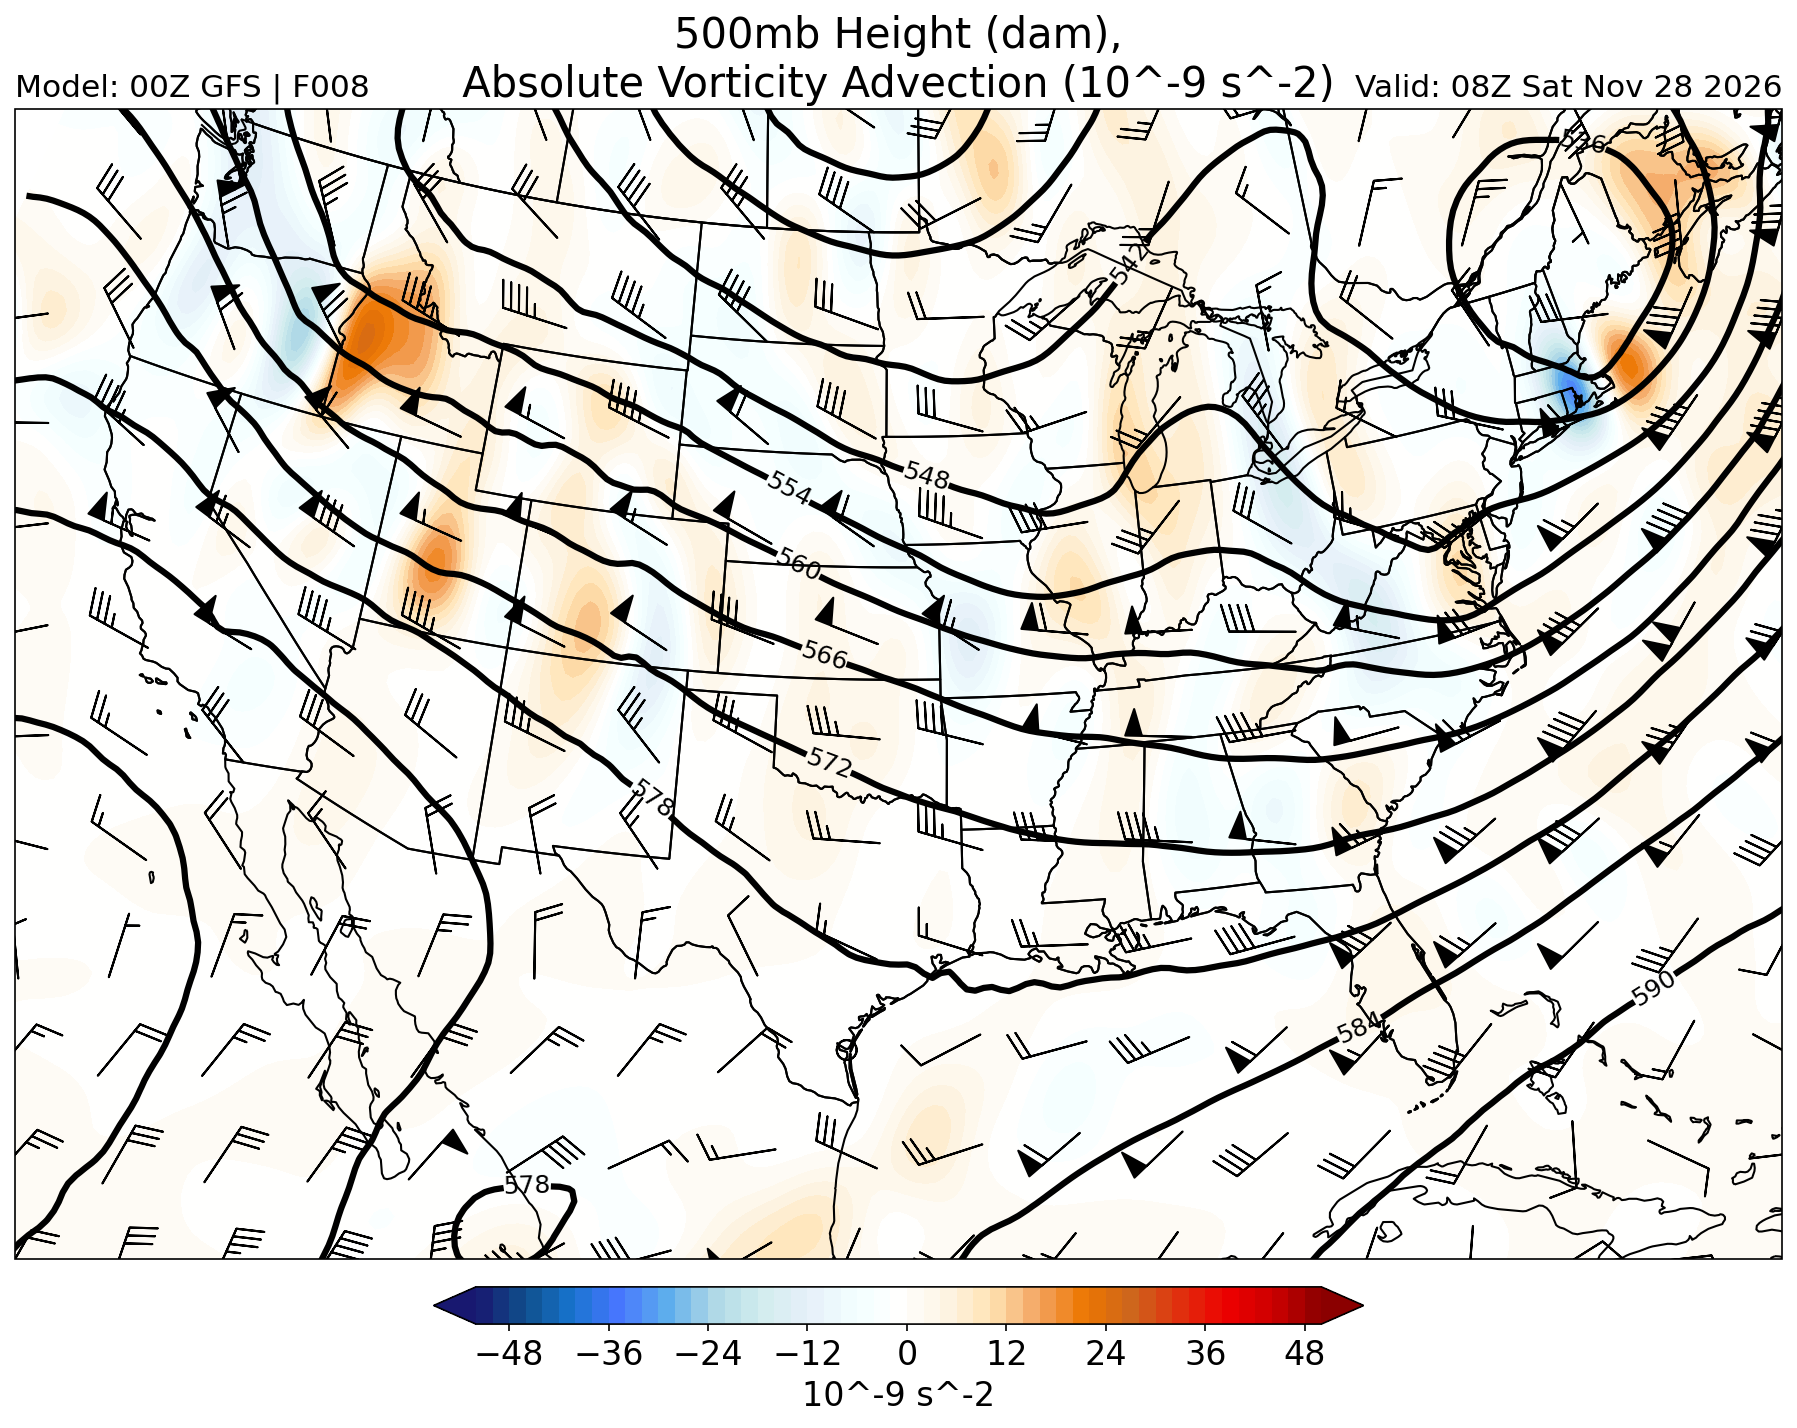 500mb Height (dam),
Model: 00Z GFS | F008
Absolute Vorticity Advection (10^-9 s^-2)
Valid: 08Z Sat Nov 28 2026
536
542
548
554
560
566
572
578
584
590
578
−48 −36 −24 −12 0 12 24 36 48
10^-9 s^-2